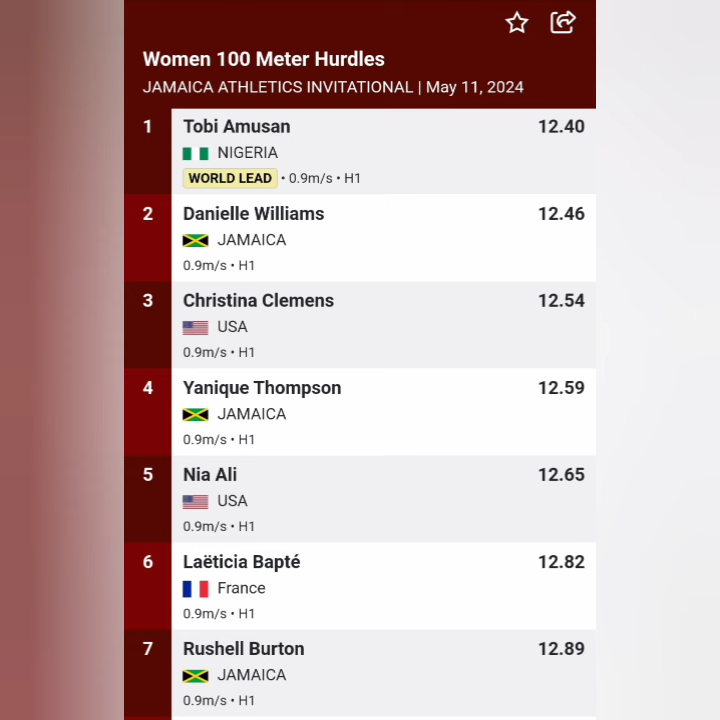 Women 100 Meter Hurdles
JAMAICA ATHLETICS INVITATIONAL | May 11, 2024
1 Tobi Amusan 12.40
NIGERIA
WORLD LEAD • 0.9m/s • H1
2 Danielle Williams 12.46
JAMAICA
0.9m/s • H1
3 Christina Clemens 12.54
USA
0.9m/s • H1
4 Yanique Thompson 12.59
JAMAICA
0.9m/s • H1
5 Nia Ali 12.65
USA
0.9m/s • H1
6 Laëticia Bapté 12.82
France
0.9m/s • H1
7 Rushell Burton 12.89
JAMAICA
0.9m/s • H1